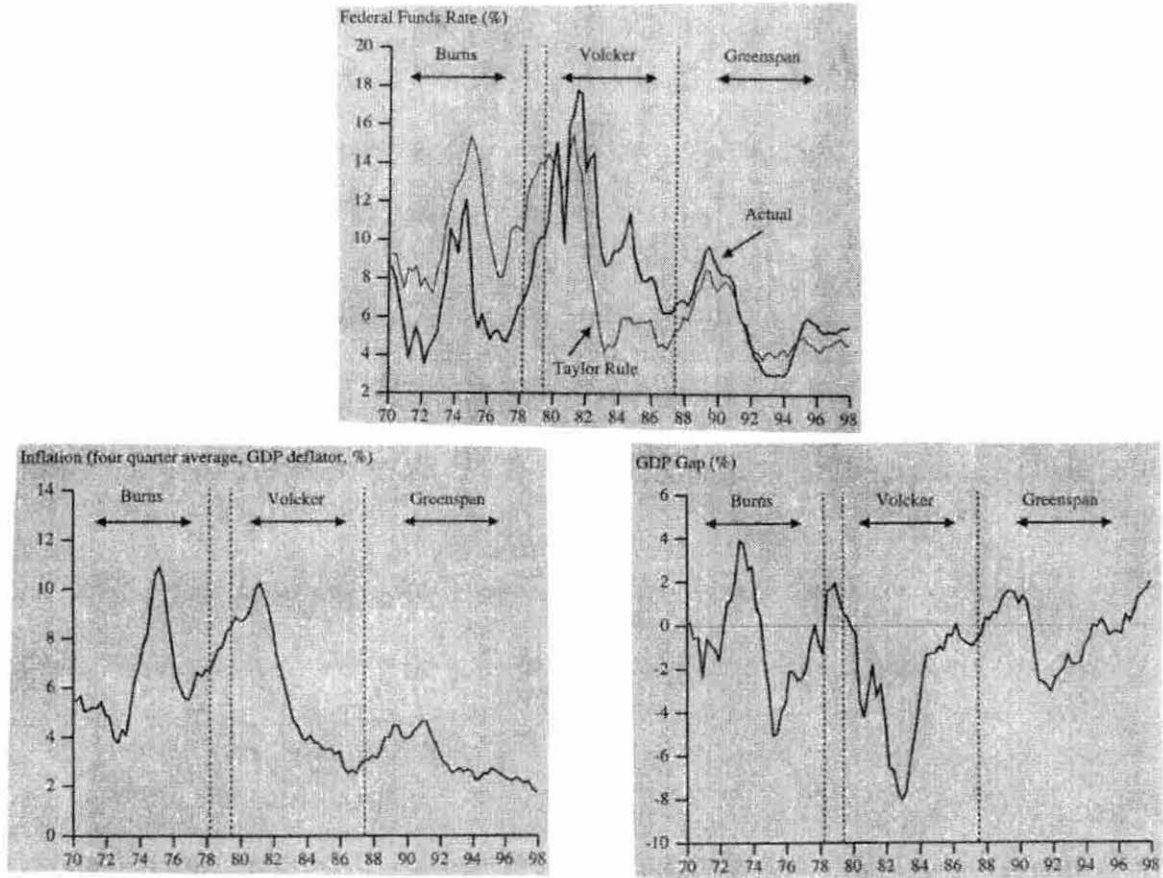 Federal Funds Rate (%)
20
18
16
14
12
10
8
6
4
2
Burns
Volcker
Greenspan
Actual
Taylor Rule
70 72 74 76 78 80 82 84 86 88 90 92 94 96 98
Inflation (four quarter average, GDP deflator, %)
14
12
10
8
6
4
2
0
Burns
Volcker
Greenspan
70 72 74 76 78 80 82 84 86 88 90 92 94 96 98
GDP Gap (%)
6
4
2
0
-2
-4
-6
-8
-10
Burns
Volcker
Greenspan
70 72 74 76 78 80 82 84 86 88 90 92 94 96 98